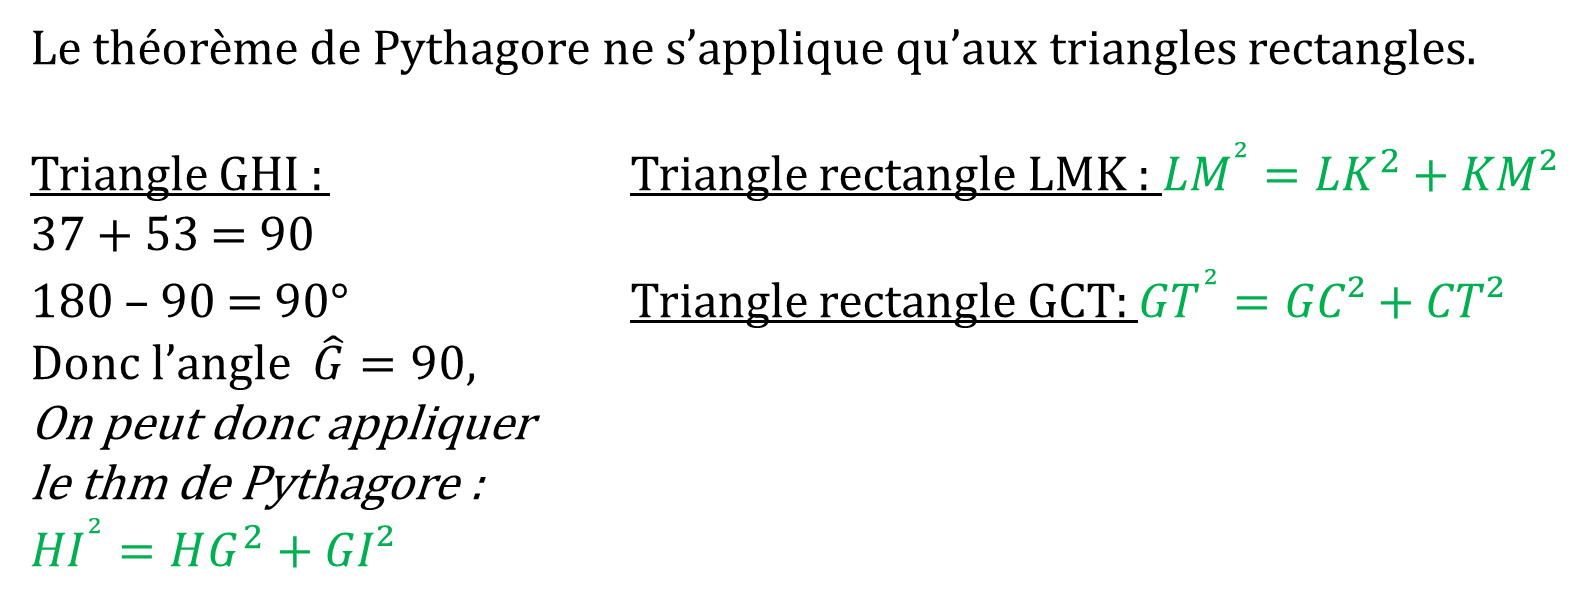 Le théorème de Pythagore ne s’applique qu’aux triangles rectangles.
Triangle GHI :
37 + 53 = 90
180 – 90 = 90°
Donc l’angle Ĝ = 90,
On peut donc appliquer
le thm de Pythagore :
HI² = HG² + GI²
Triangle rectangle LMK : LM² = LK² + KM²
Triangle rectangle GCT: GT² = GC² + CT²